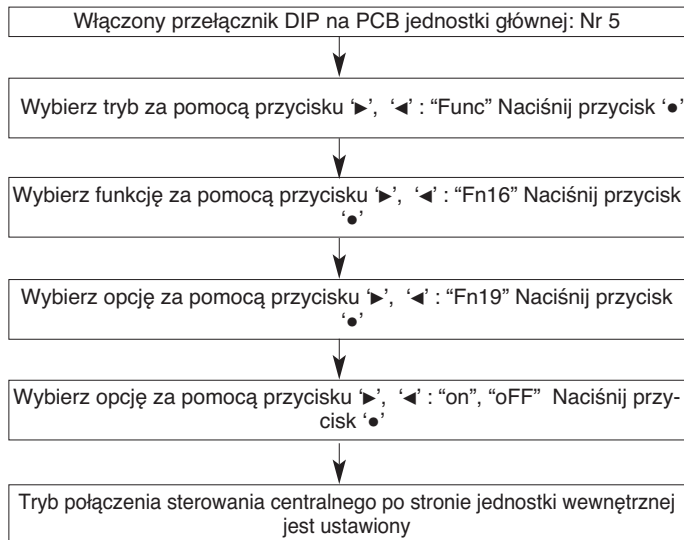 Włączony przełącznik DIP na PCB jednostki głównej: Nr 5
Wybierz tryb za pomocą przycisku ‘►’, ‘◄’ : “Func” Naciśnij przycisk ‘●’
Wybierz funkcję za pomocą przycisku ‘►’, ‘◄’ : “Fn16” Naciśnij przycisk
‘●’
Wybierz opcję za pomocą przycisku ‘►’, ‘◄’ : “Fn19” Naciśnij przycisk
‘●’
Wybierz opcję za pomocą przycisku ‘►’, ‘◄’ : “on”, “oFF” Naciśnij przy-
cisk ‘●’
Tryb połączenia sterowania centralnego po stronie jednostki wewnętrznej
jest ustawiony